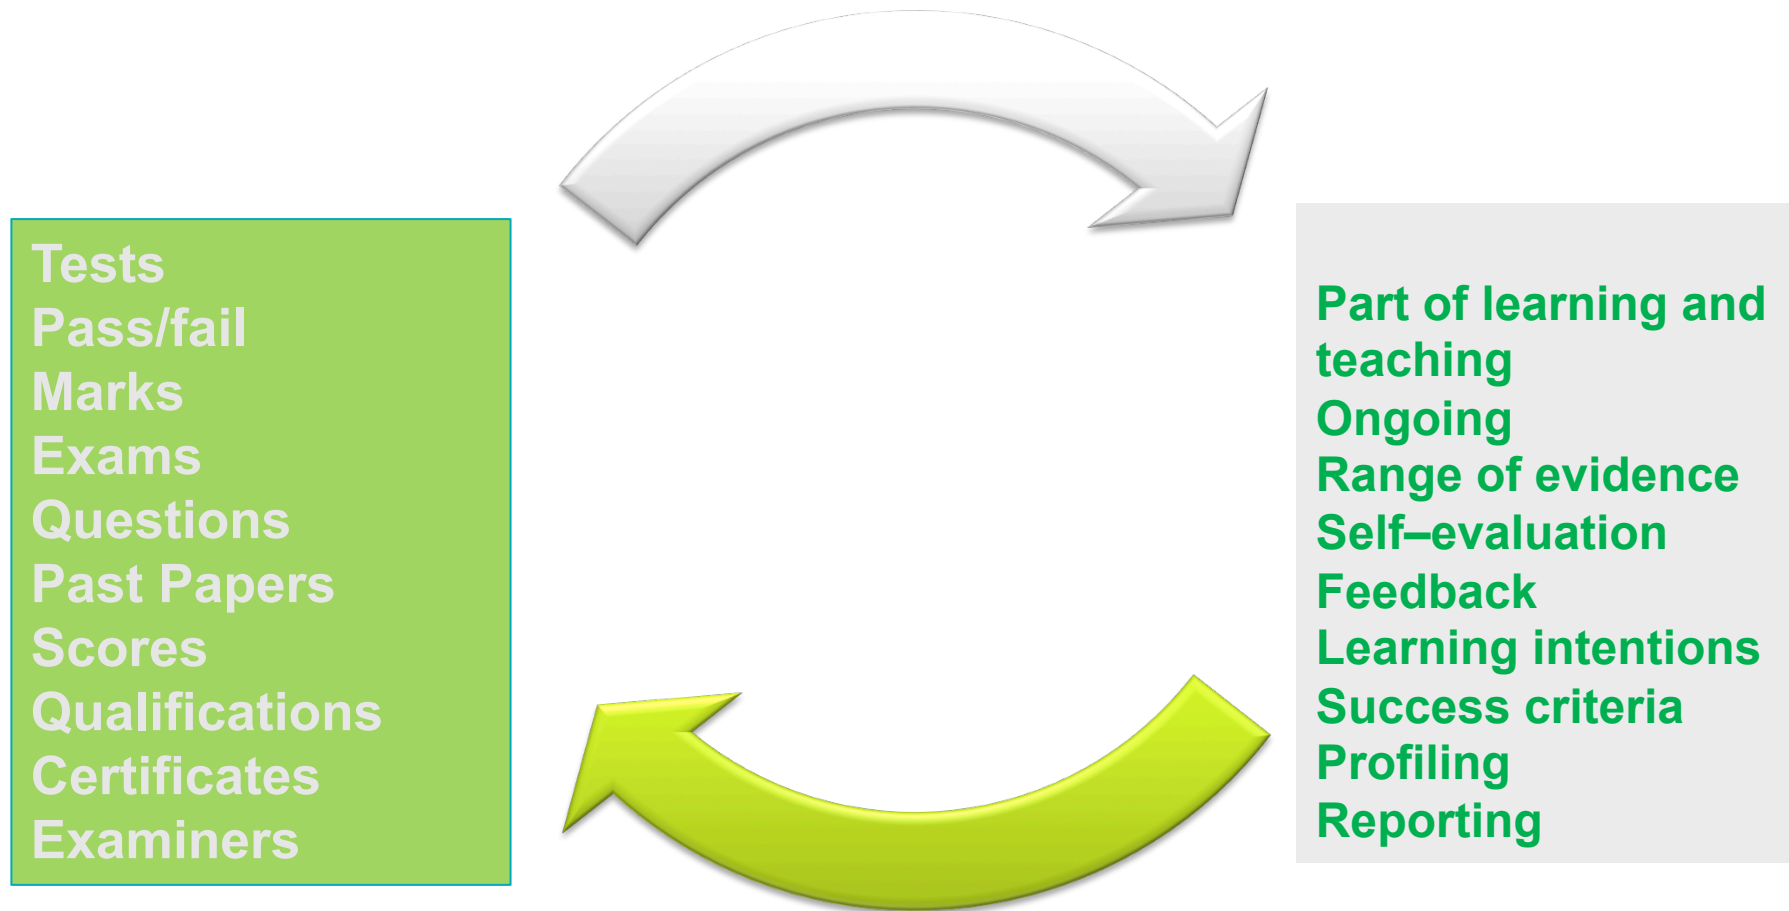 Tests
Pass/fail
Marks
Exams
Questions
Past Papers
Scores
Qualifications
Certificates
Examiners
Part of learning and
teaching
Ongoing
Range of evidence
Self–evaluation
Feedback
Learning intentions
Success criteria
Profiling
Reporting